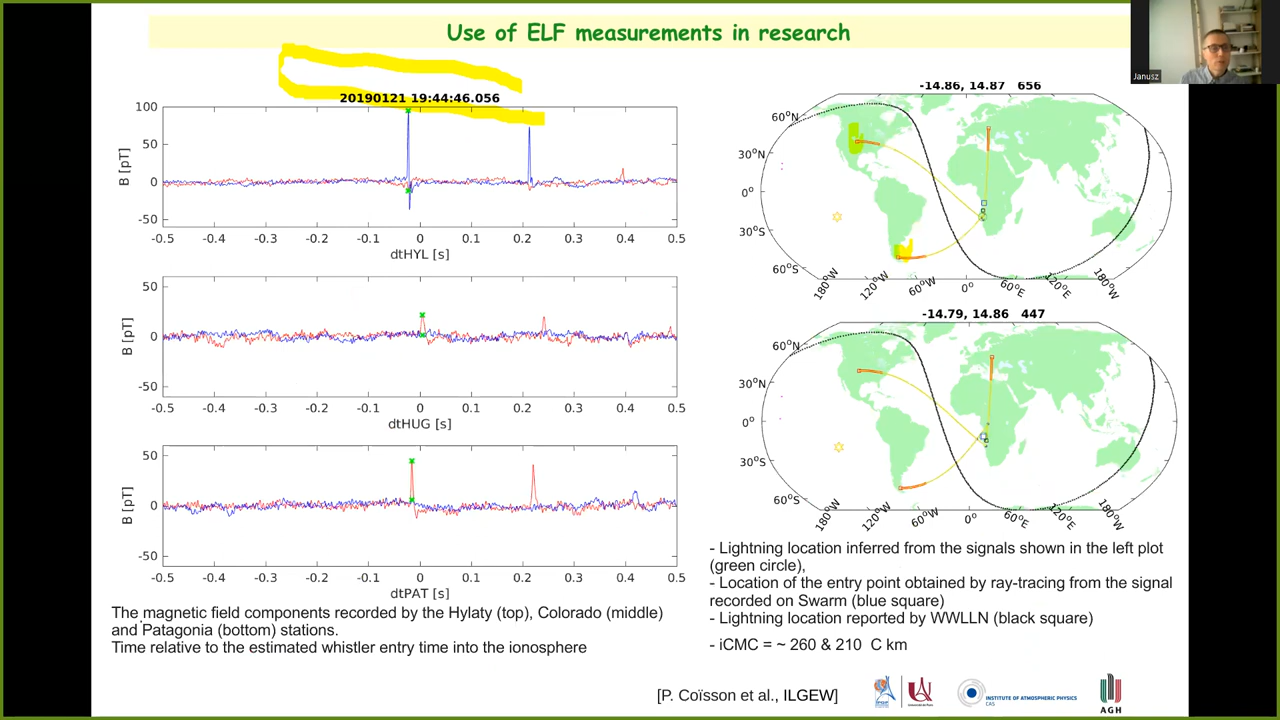 Use of ELF measurements in research
Janusz
20190121 19:44:46.056
B [pT]
100
50
0
-50
-0.5 -0.4 -0.3 -0.2 -0.1 0 0.1 0.2 0.3 0.4 0.5
dtHYL [s]
B [pT]
50
0
-50
-0.5 -0.4 -0.3 -0.2 -0.1 0 0.1 0.2 0.3 0.4 0.5
dtHUG [s]
B [pT]
50
0
-50
-0.5 -0.4 -0.3 -0.2 -0.1 0 0.1 0.2 0.3 0.4 0.5
dtPAT [s]
The magnetic field components recorded by the Hylaty (top), Colorado (middle)
and Patagonia (bottom) stations.
Time relative to the estimated whistler entry time into the ionosphere
-14.86, 14.87 656
60°N
30°N
0°
30°S
60°S
180°W 120°W 60°W 0° 60°E 120°E 180°W
-14.79, 14.86 447
60°N
30°N
0°
30°S
60°S
180°W 120°W 60°W 0° 60°E 120°E 180°W
- Lightning location inferred from the signals shown in the left plot
(green circle),
- Location of the entry point obtained by ray-tracing from the signal
recorded on Swarm (blue square)
- Lightning location reported by WWLLN (black square)
- iCMC = ~ 260 & 210 C km
[P. Coïsson et al., ILGEW]
INSTITUTE OF ATMOSPHERIC PHYSICS
CAS
AGH